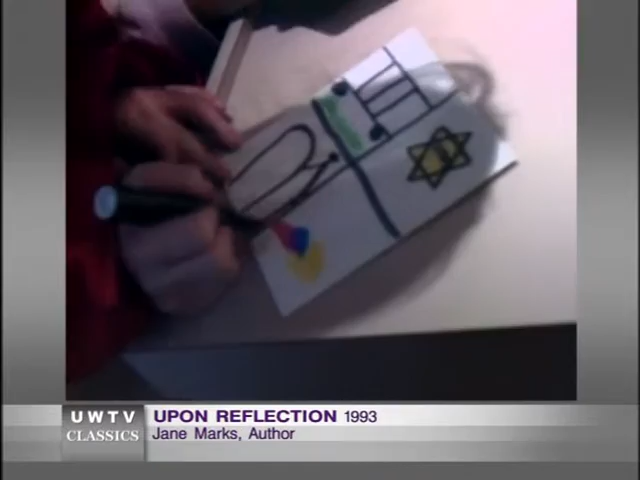 UWTV
CLASSICS
UPON REFLECTION 1993
Jane Marks, Author